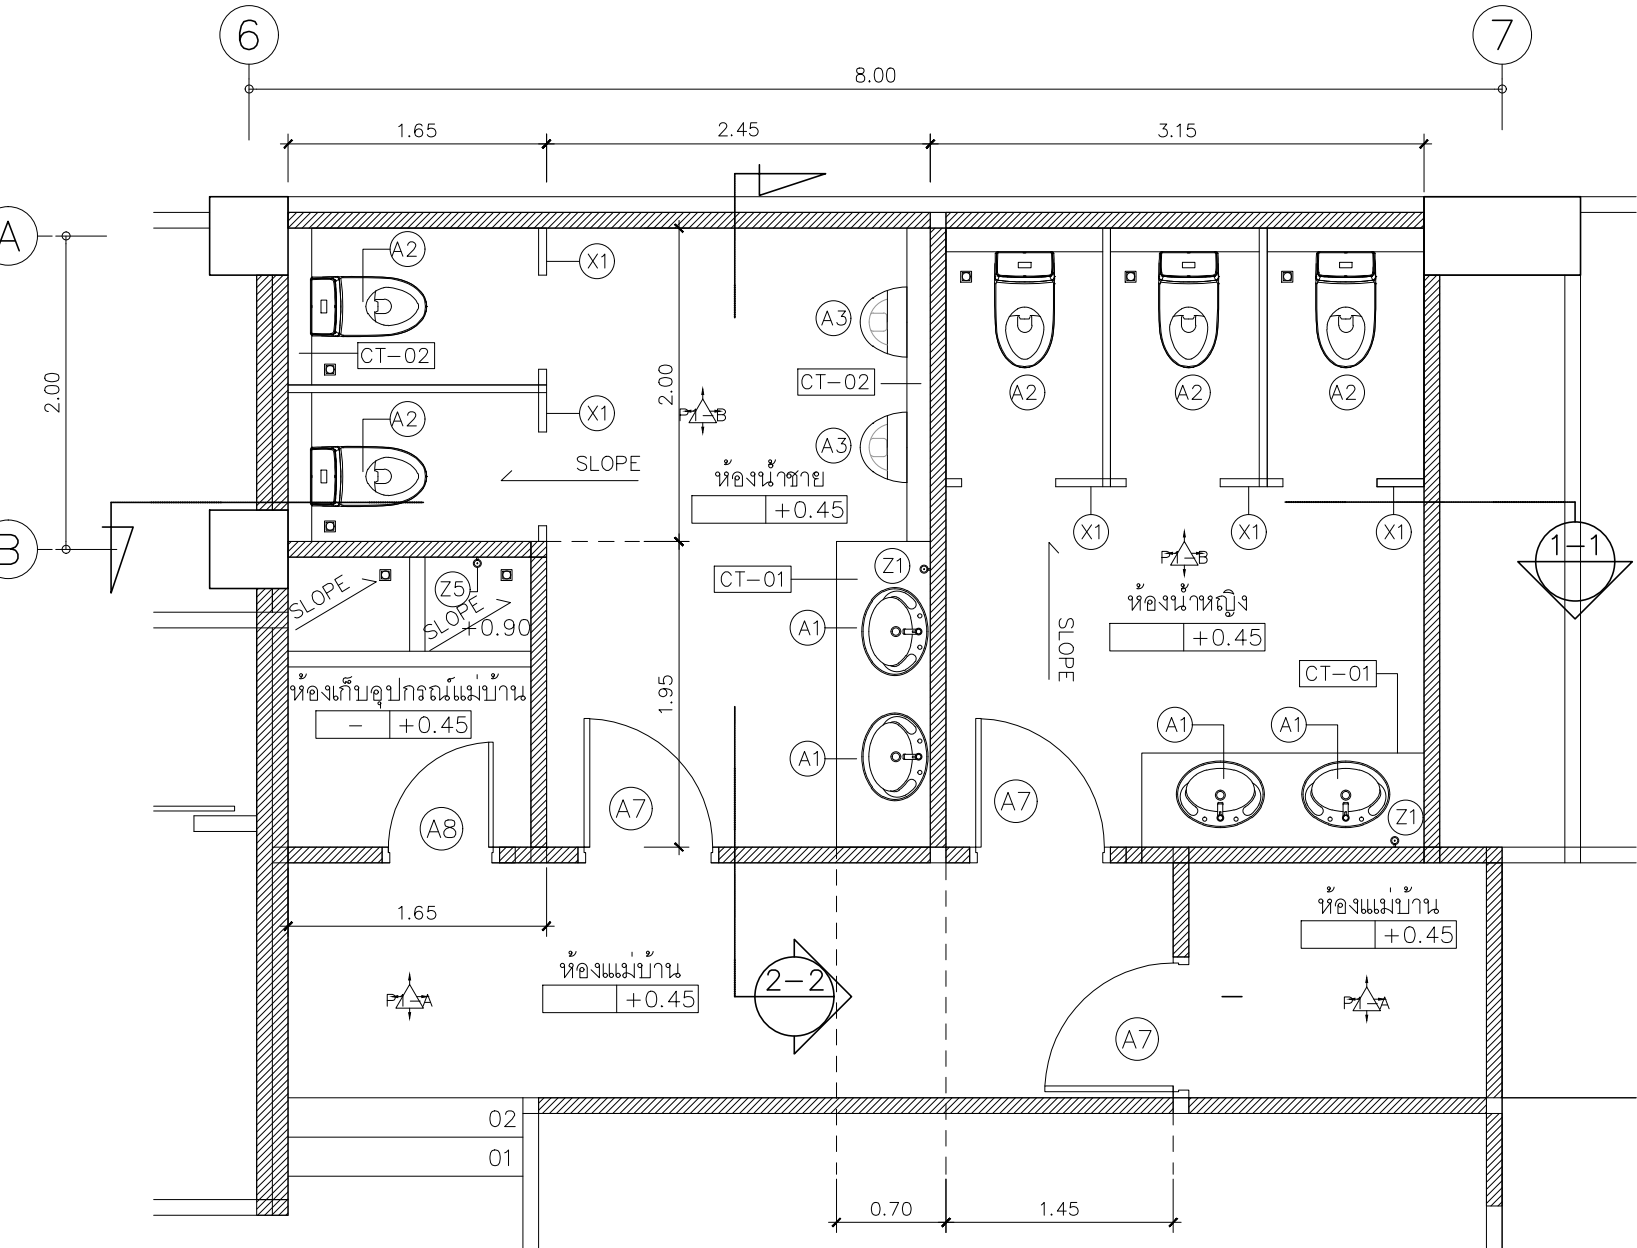 6
7
8.00
1.65
2.45
3.15
A
A2
X1
2.00
A3
CT-02
2.00
CT-02
A2
A2
A2
A2
X1
P1-B
A3
SLOPE
ห้องน้ำชาย
+0.45
X1
X1
X1
B
1-1
P1-B
Z1
CT-01
Z5
SLOPE
SLOPE
+0.90
A1
ห้องน้ำหญิง
+0.45
SLOPE
CT-01
ห้องเก็บอุปกรณ์แม่บ้าน
- +0.45
1.95
A1
A1
A1
A7
A7
A8
Z1
1.65
ห้องแม่บ้าน
+0.45
ห้องแม่บ้าน
+0.45
2-2
P1-A
P1-A
A7
02
01
0.70
1.45